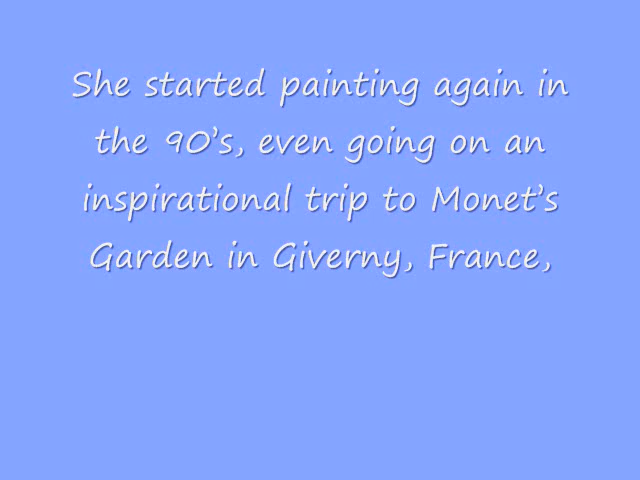 She started painting again in
the 90’s, even going on an
inspirational trip to Monet’s
Garden in Giverny, France,